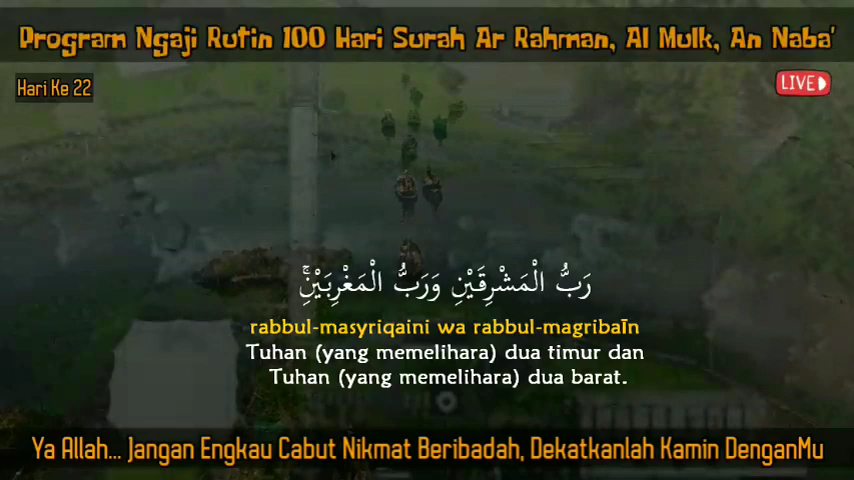 Program Ngaji Rutin 100 Hari Surah Ar Rahman, Al Mulk, An Naba'
Hari Ke 22
LIVE
رَبُّ الْمَشْرِقَيْنِ وَرَبُّ الْمَغْرِبَيْنِۚ
rabbul-masyriqaini wa rabbul-magribaīn
Tuhan (yang memelihara) dua timur dan
Tuhan (yang memelihara) dua barat.
Ya Allah... Jangan Engkau Cabut Nikmat Beribadah, Dekatkanlah Kamin DenganMu